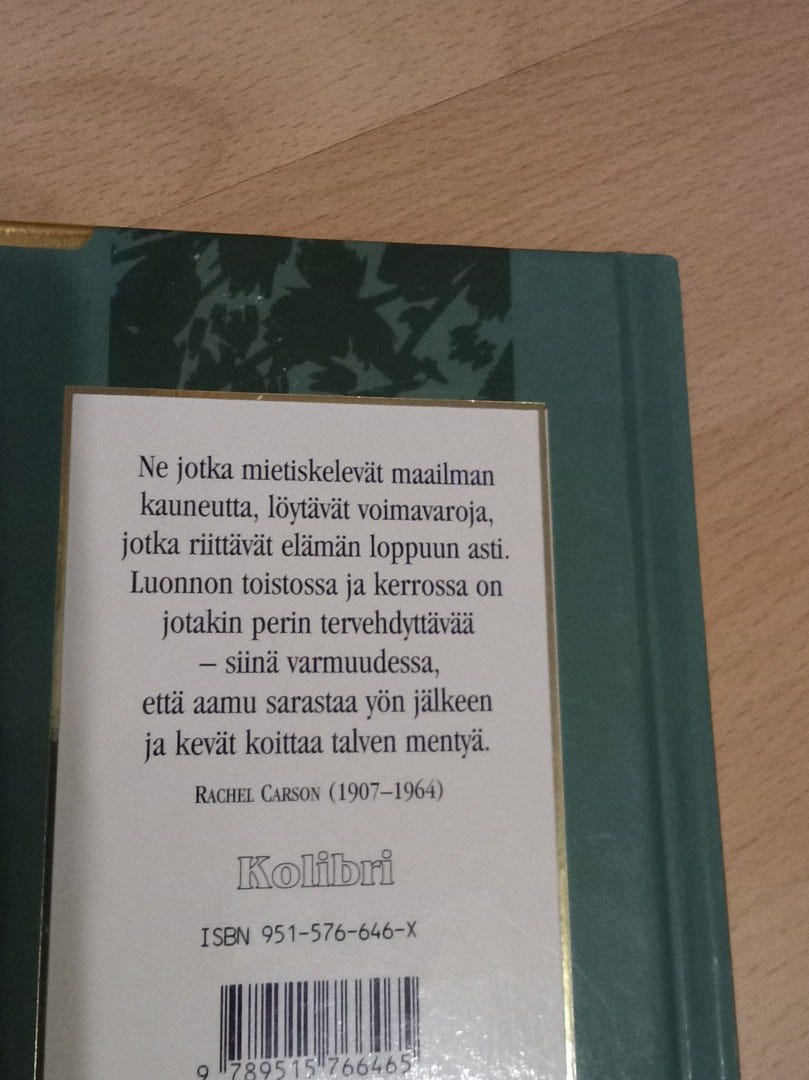 Ne jotka mietiskelevät maailman
kauneutta, löytävät voimavaroja,
jotka riittävät elämän loppuun asti.
Luonnon toistossa ja kerrossa on
jotakin perin tervehdyttävää
– siinä varmuudessa,
että aamu sarastaa yön jälkeen
ja kevät koittaa talven mentyä.
RACHEL CARSON (1907–1964)
Kolibri
ISBN 951-576-646-X
9 789515 766465